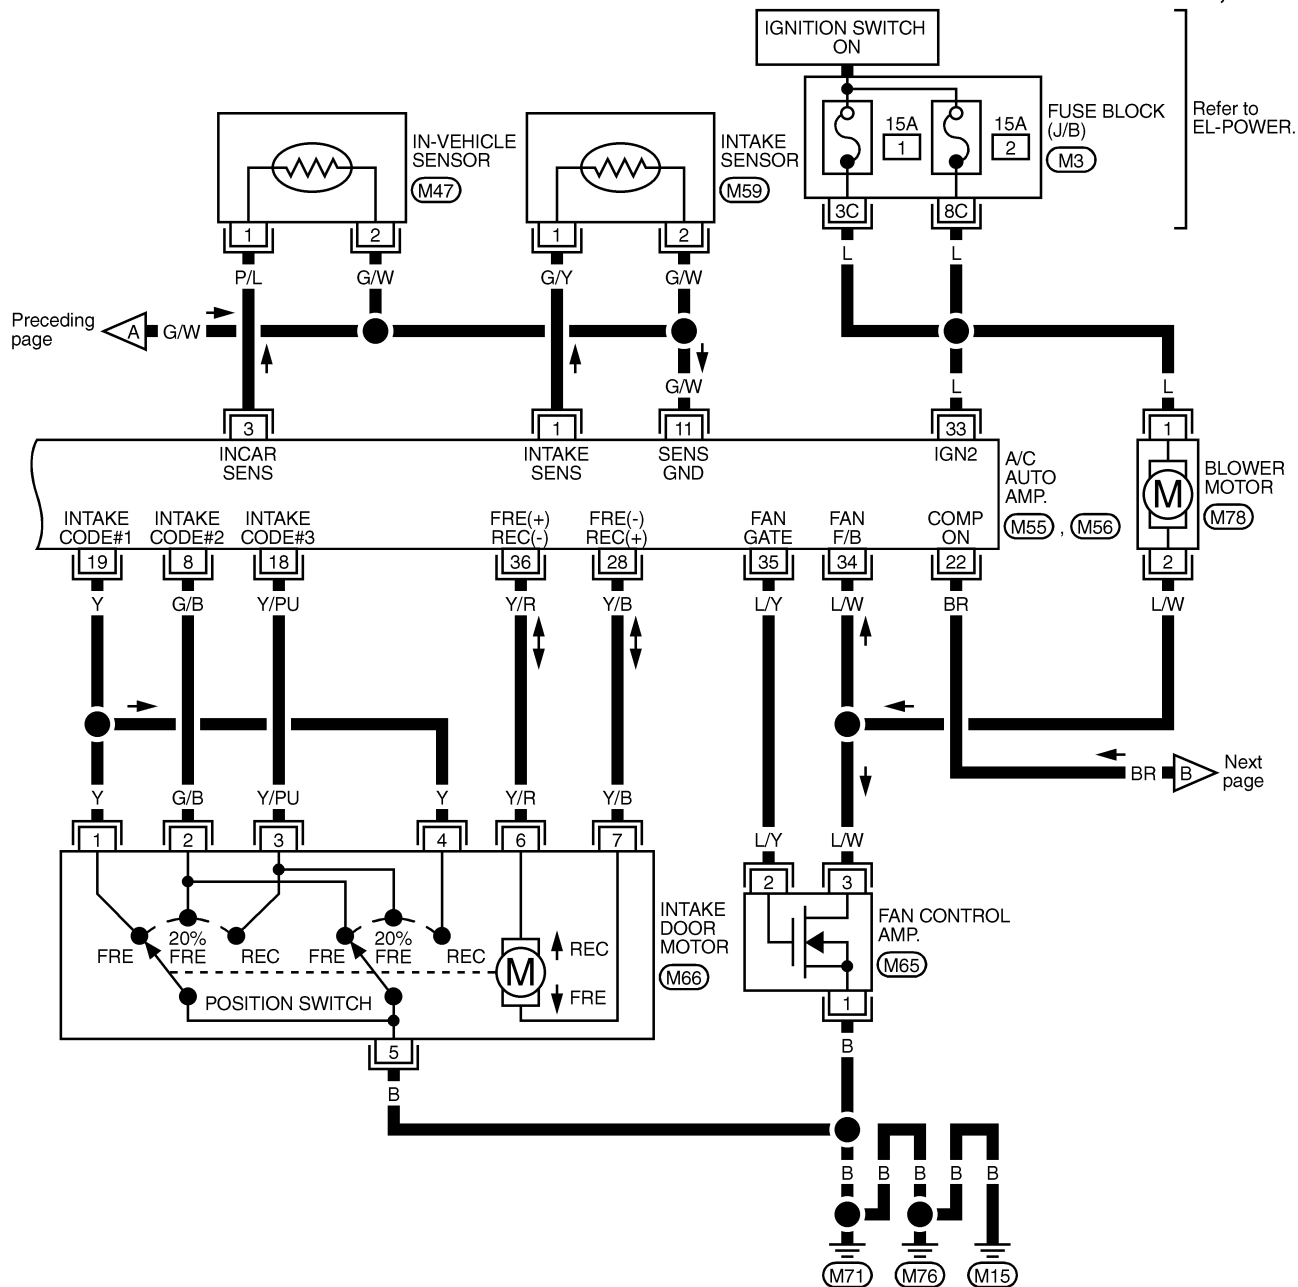 IGNITION SWITCH
ON
FUSE BLOCK
(J/B)
M3
Refer to
EL-POWER.
15A
1
15A
2
3C
8C
IN-VEHICLE
SENSOR
M47
INTAKE
SENSOR
M59
1
2
1
2
P/L
G/W
G/Y
G/W
L
L
Preceding
page
A
G/W
G/W
L
L
3
1
11
33
1
INCAR
SENS
INTAKE
SENS
SENS
GND
IGN2
A/C
AUTO
AMP.
M55 , M56
M
BLOWER
MOTOR
M78
INTAKE
CODE#1
INTAKE
CODE#2
INTAKE
CODE#3
FRE(+)
REC(-)
FRE(-)
REC(+)
FAN
GATE
FAN
F/B
COMP
ON
19
8
18
36
28
35
34
22
2
Y
G/B
Y/PU
Y/R
Y/B
L/Y
L/W
BR
L/W
BR
B
Next
page
Y
G/B
Y/PU
Y
Y/R
Y/B
L/Y
L/W
1
2
3
4
6
7
2
3
FRE
20%
FRE
REC
FRE
20%
FRE
REC
M
REC
FRE
POSITION SWITCH
INTAKE
DOOR
MOTOR
M66
FAN CONTROL
AMP.
M65
5
1
B
B
B
B
B
B
B
M71
M76
M15